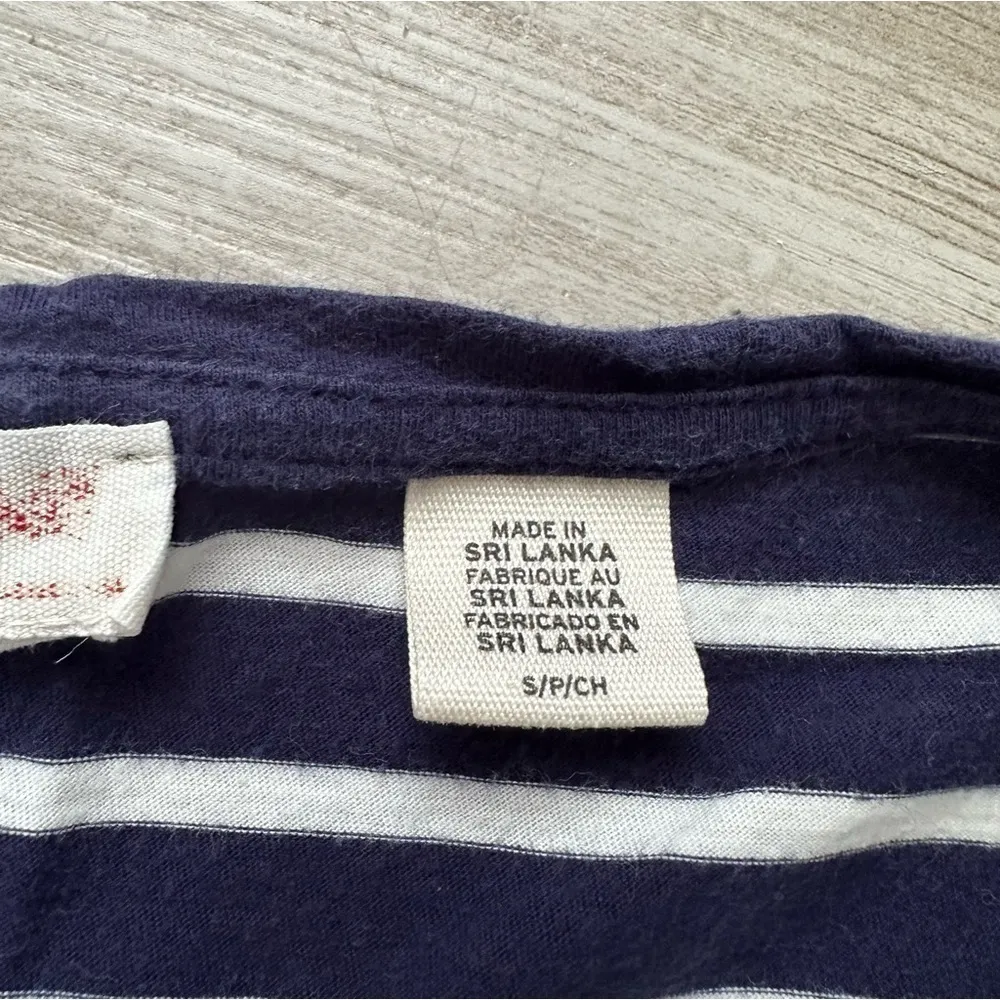 MADE IN
SRI LANKA
FABRIQUE AU
SRI LANKA
FABRICADO EN
SRI LANKA
S/P/CH